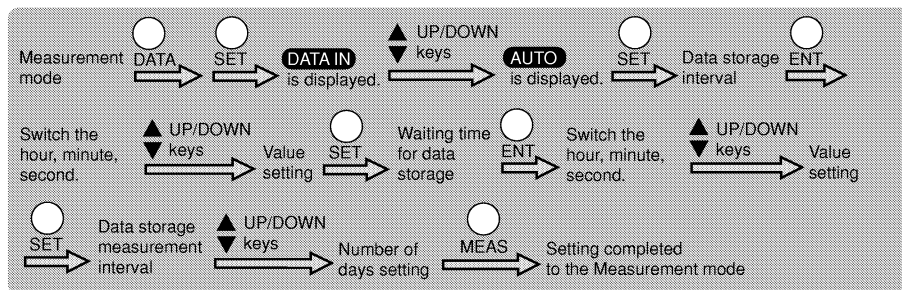 Measurement mode
DATA
SET
DATA IN
is displayed.
UP/DOWN
keys
AUTO
is displayed.
SET
Data storage
interval
ENT
Switch the
hour, minute,
second.
UP/DOWN
keys
Value
setting
SET
Waiting time
for data
storage
ENT
Switch the
hour, minute,
second.
UP/DOWN
keys
Value
setting
SET
Data storage
measurement
interval
UP/DOWN
keys
Number of
days setting
MEAS
Setting completed
to the Measurement mode